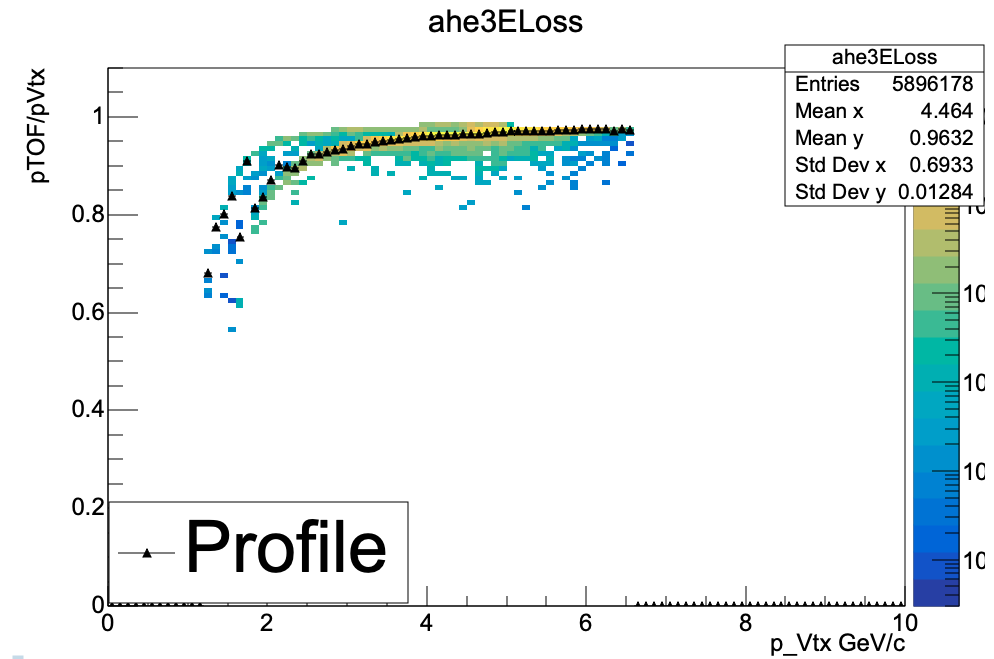 ahe3ELoss
ahe3ELoss
Entries 5896178
Mean x 4.464
Mean y 0.9632
Std Dev x 0.6933
Std Dev y 0.01284
pTOF/pVtx
1
0.8
0.6
0.4
0.2
0
10
10
10
10
10
Profile
0 2 4 6 8 10
p_Vtx GeV/c